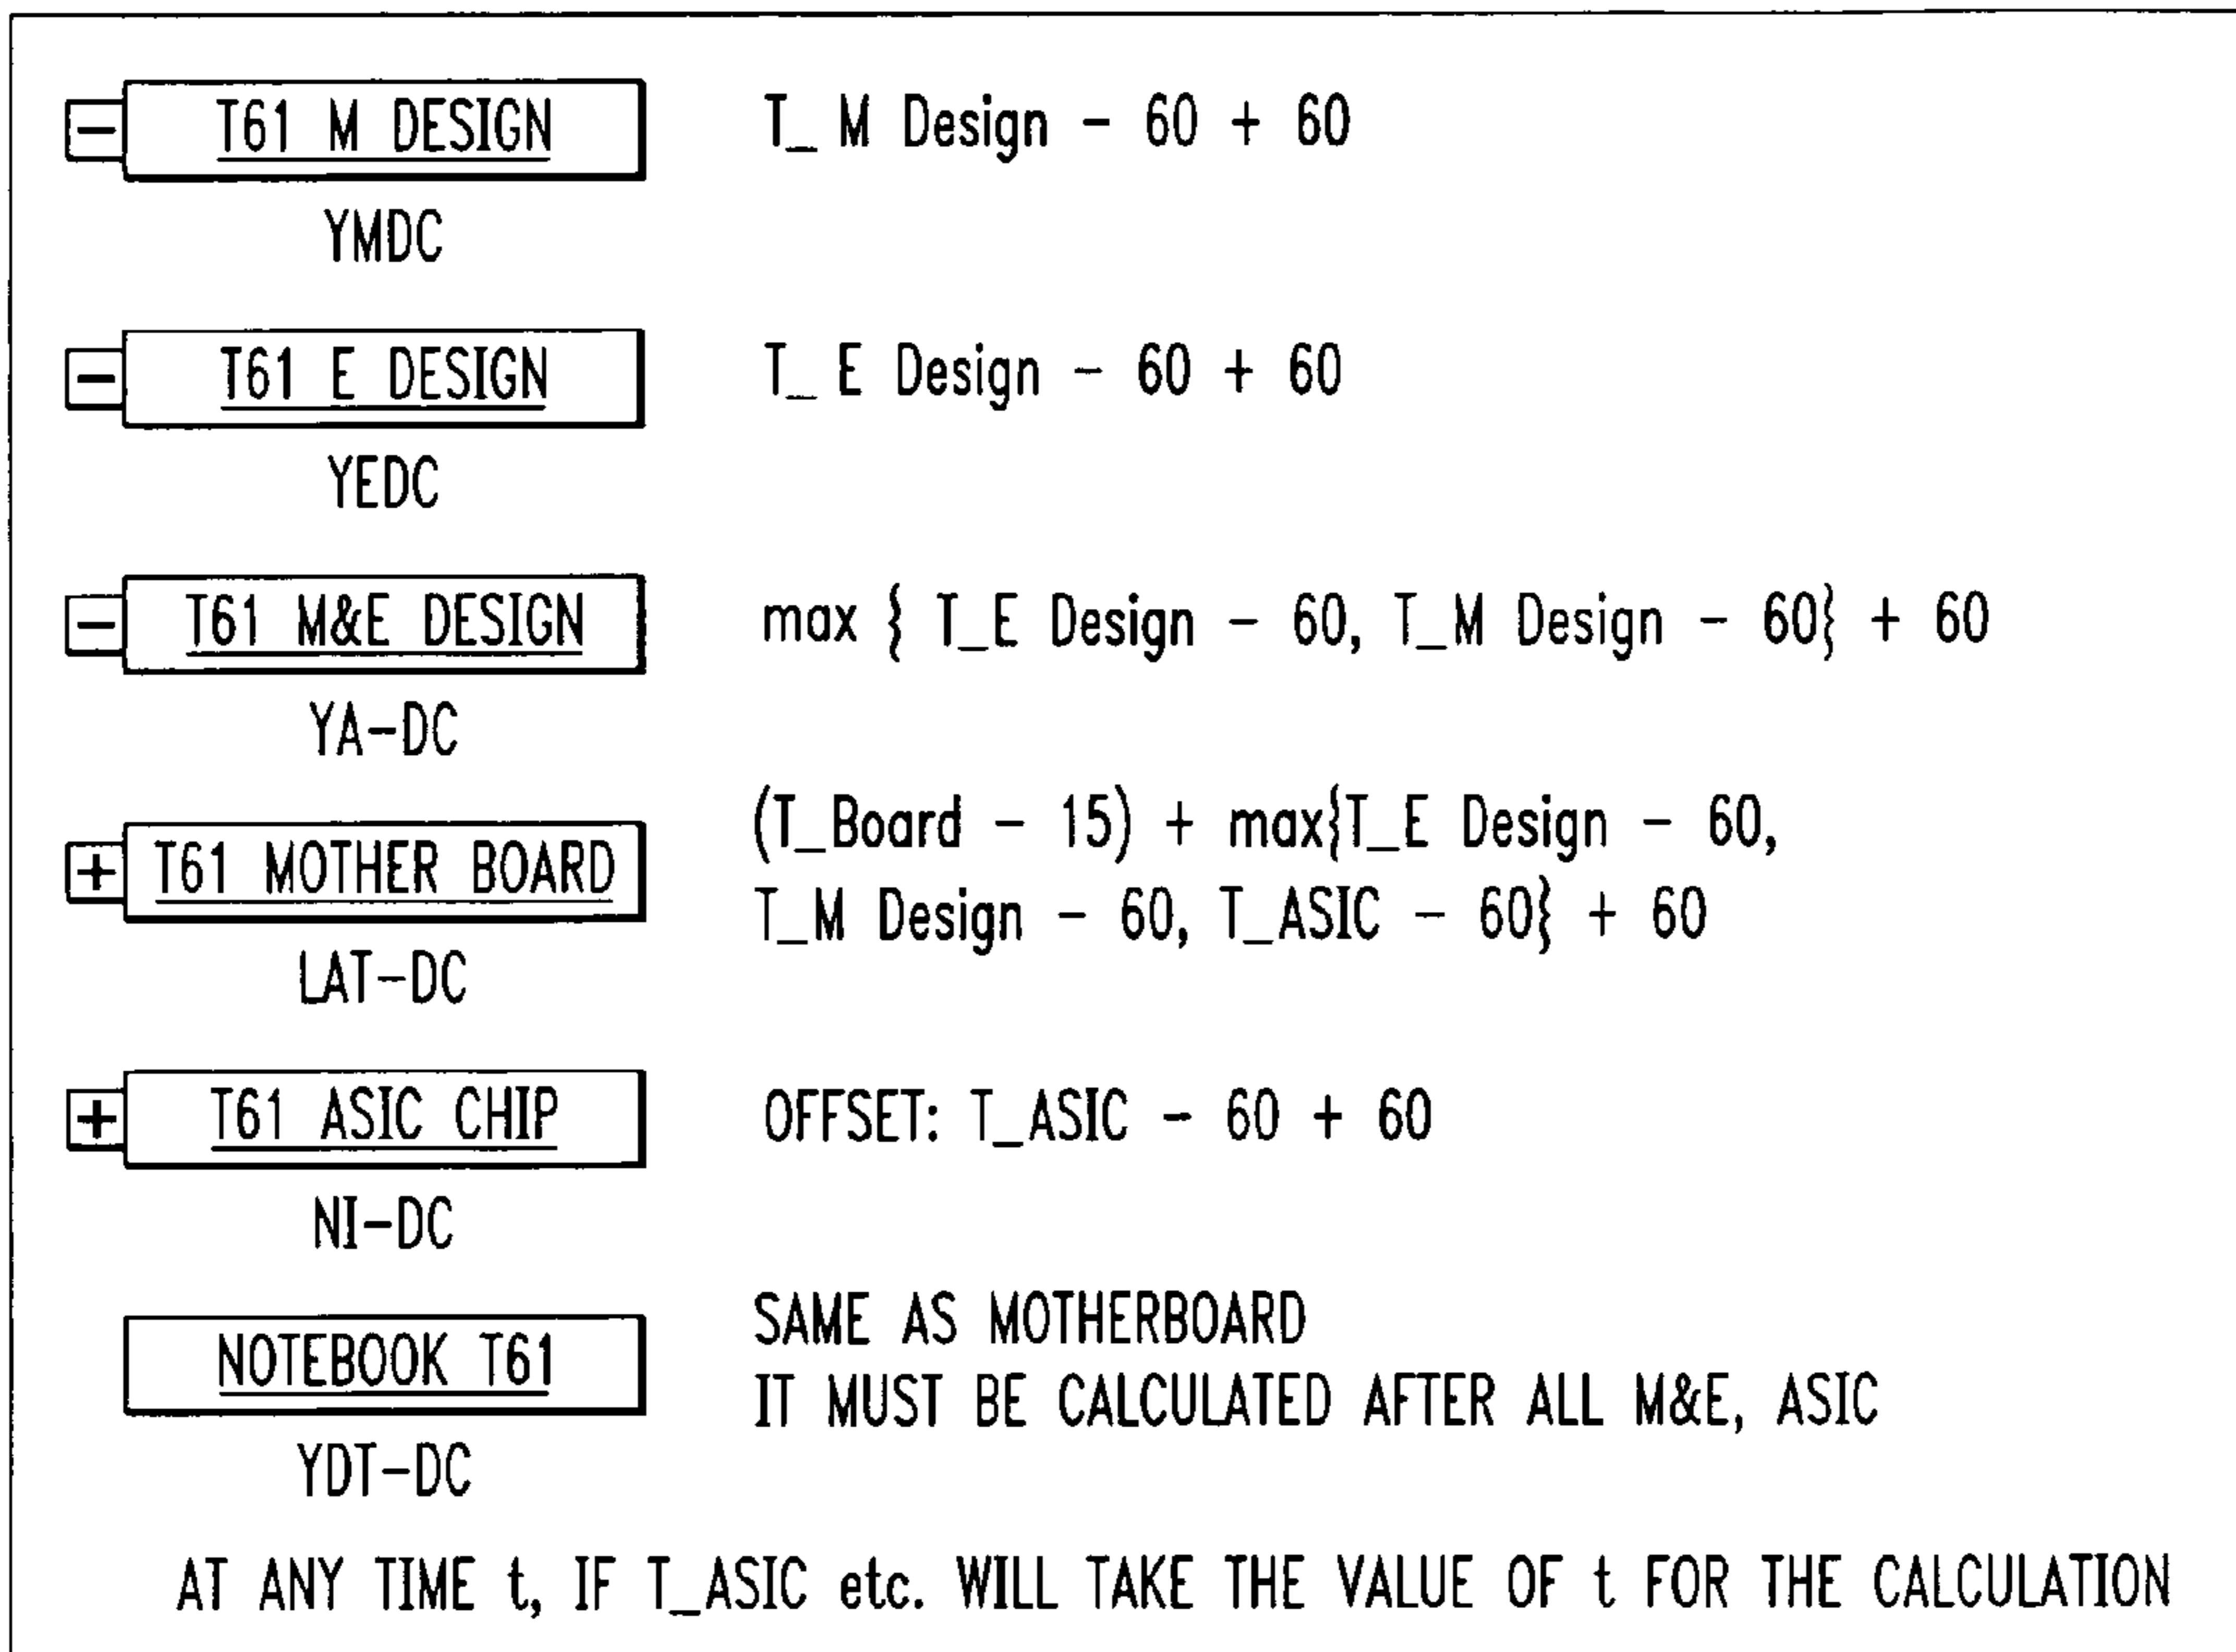 T61 M DESIGN
T_ M Design - 60 + 60
YMDC
T61 E DESIGN
T_ E Design - 60 + 60
YEDC
T61 M&E DESIGN
max { T_E Design - 60, T_M Design - 60} + 60
YA-DC
T61 MOTHER BOARD
(T_Board - 15) + max{T_E Design - 60,
T_M Design - 60, T_ASIC - 60} + 60
LAT-DC
T61 ASIC CHIP
OFFSET: T_ASIC - 60 + 60
NI-DC
NOTEBOOK T61
SAME AS MOTHERBOARD
IT MUST BE CALCULATED AFTER ALL M&E, ASIC
YDT-DC
AT ANY TIME t, IF T_ASIC etc. WILL TAKE THE VALUE OF t FOR THE CALCULATION